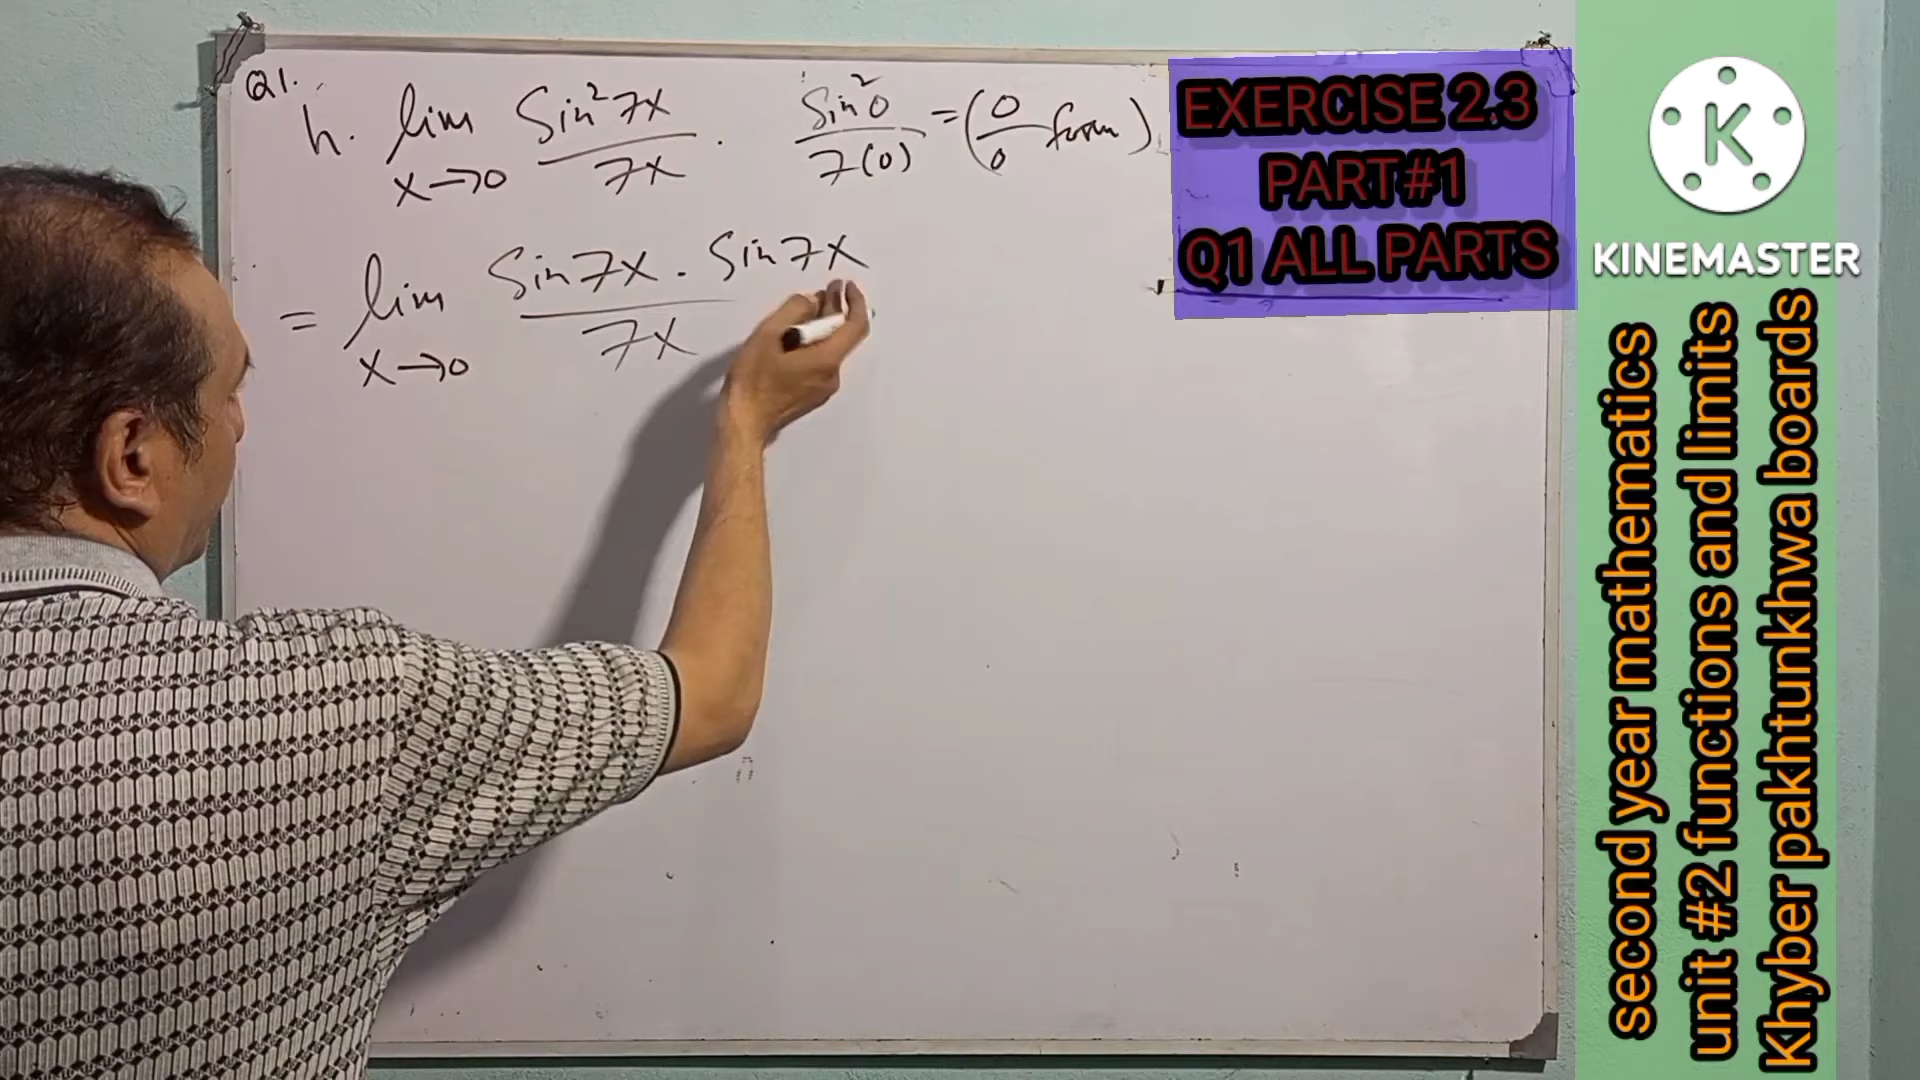 Q1.
h. lim x→0 Sin²7x / 7x . Sin²0 / 7(0) = (0/0 form)
= lim x→0 Sin7x . Sin7x / 7x
EXERCISE 2.3
PART#1
Q1 ALL PARTS
K
KINEMASTER
second year mathematics
unit #2 functions and limits
Khyber pakhtunkhwa boards